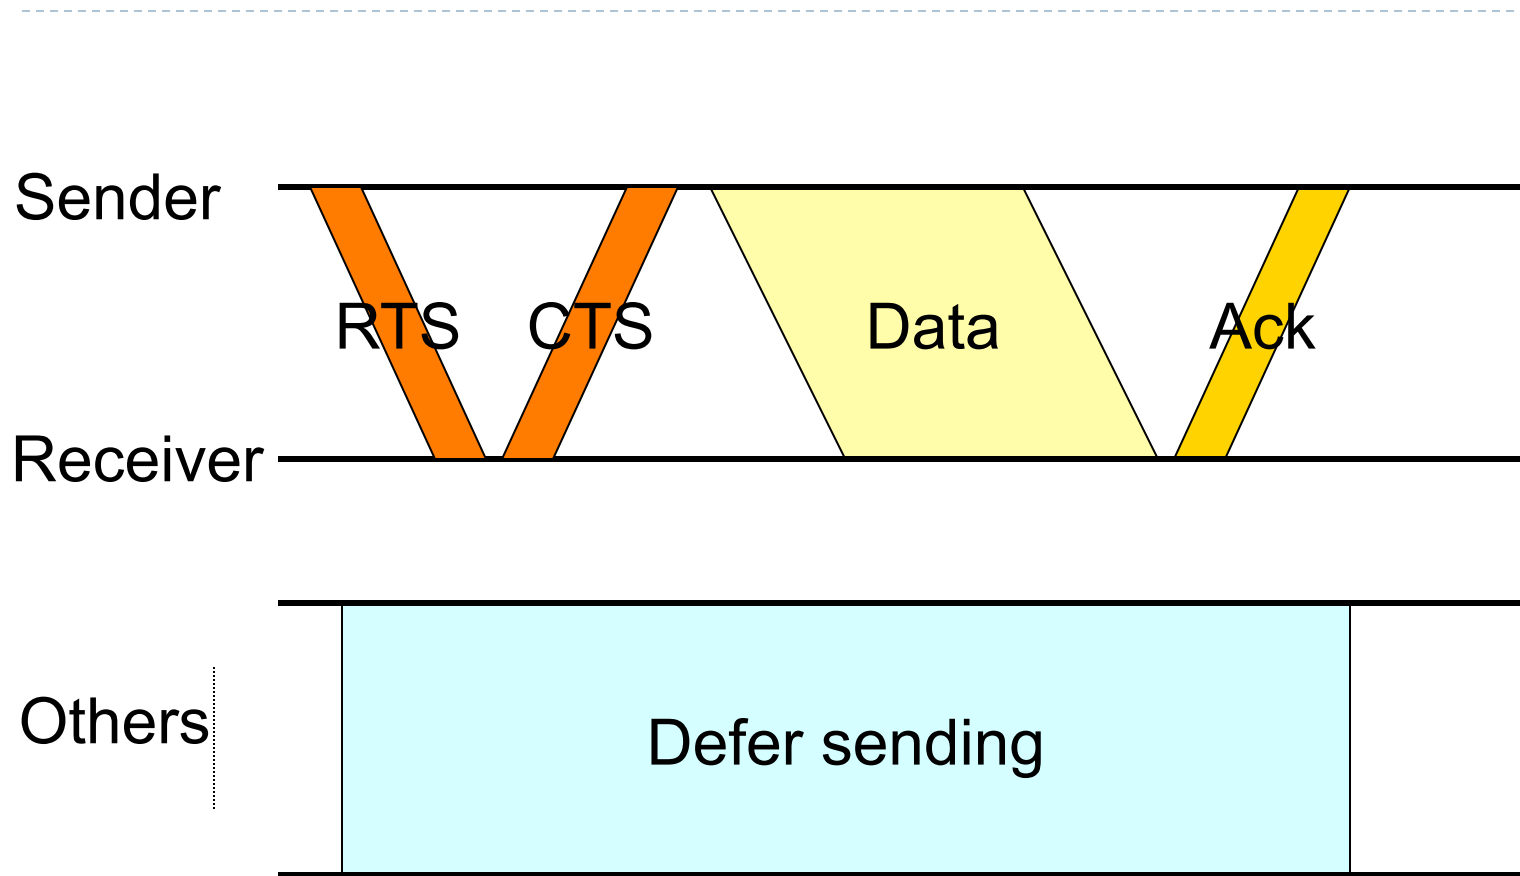 Sender
RTS CTS Data Ack
Receiver
Others
Defer sending